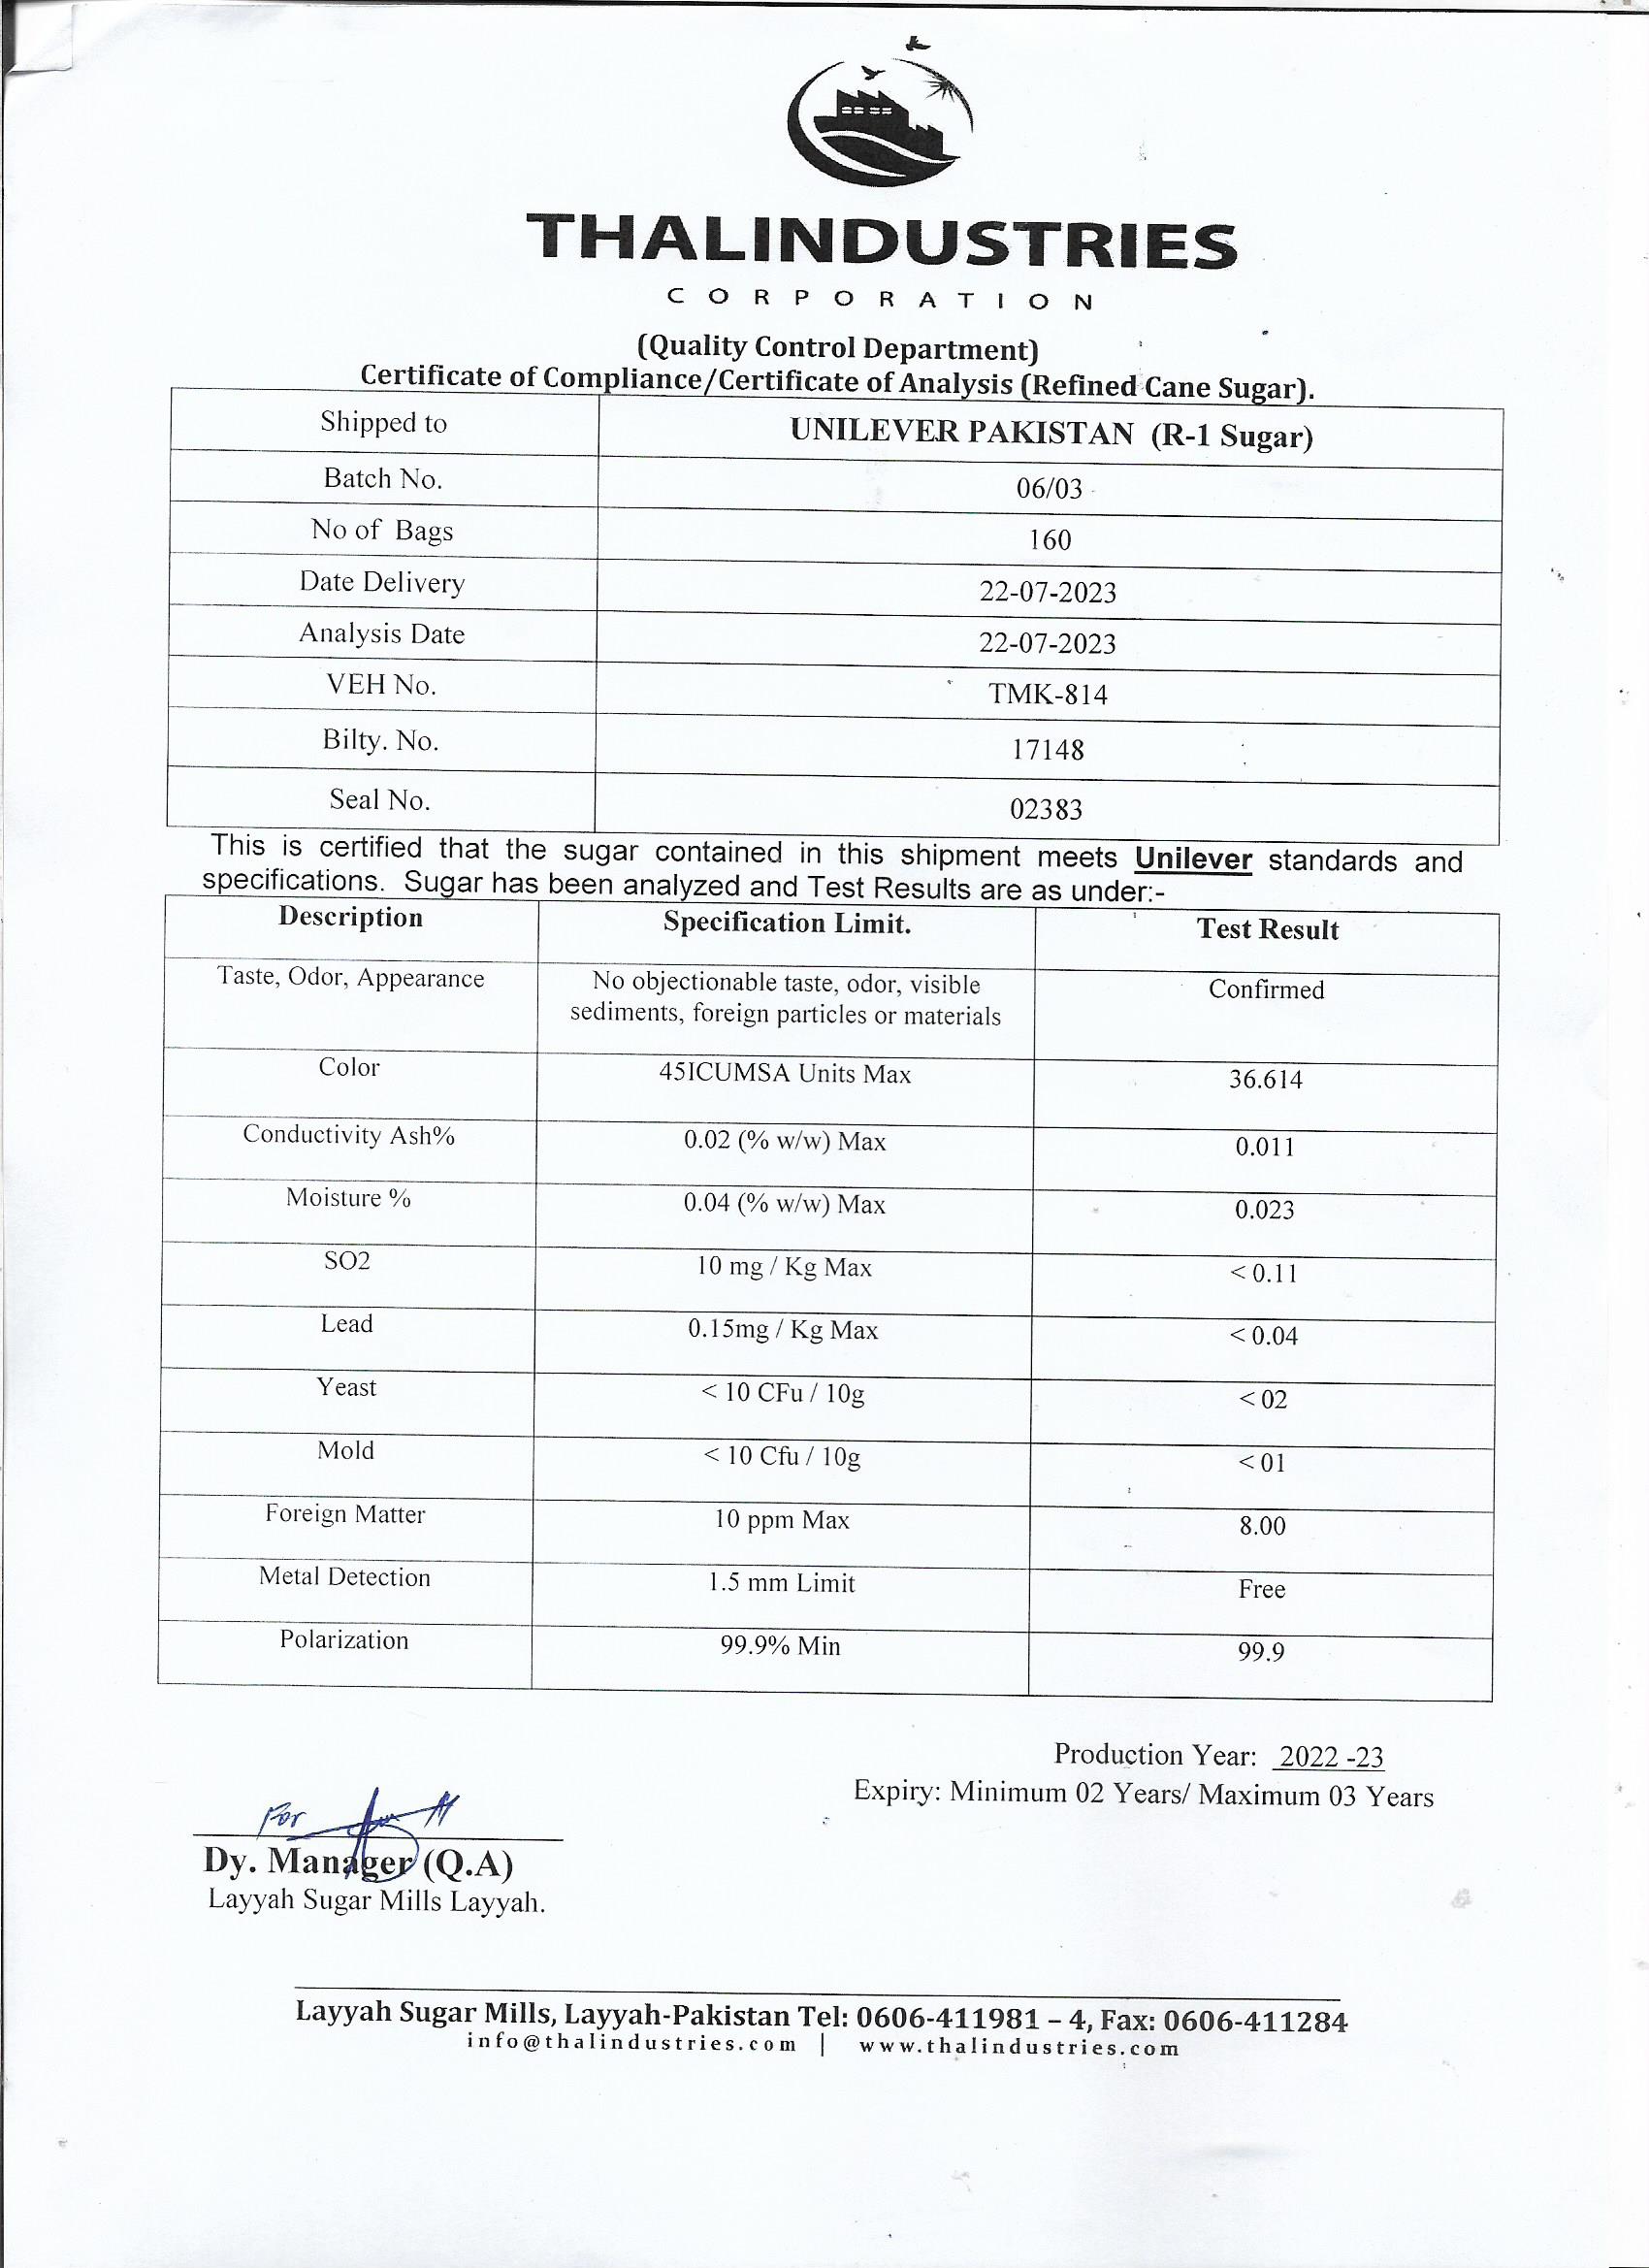 THALINDUSTRIES
CORPORATION
(Quality Control Department)
Certificate of Compliance/Certificate of Analysis (Refined Cane Sugar).
Shipped to UNILEVER PAKISTAN (R-1 Sugar)
Batch No. 06/03
No of Bags 160
Date Delivery 22-07-2023
Analysis Date 22-07-2023
VEH No. TMK-814
Bilty. No. 17148
Seal No. 02383
This is certified that the sugar contained in this shipment meets Unilever standards and
specifications. Sugar has been analyzed and Test Results are as under:-
Description Specification Limit. Test Result
Taste, Odor, Appearance No objectionable taste, odor, visible Confirmed
sediments, foreign particles or materials
Color 45ICUMSA Units Max 36.614
Conductivity Ash% 0.02 (% w/w) Max 0.011
Moisture % 0.04 (% w/w) Max 0.023
SO2 10 mg / Kg Max < 0.11
Lead 0.15mg / Kg Max < 0.04
Yeast < 10 CFu / 10g < 02
Mold < 10 Cfu / 10g < 01
Foreign Matter 10 ppm Max 8.00
Metal Detection 1.5 mm Limit Free
Polarization 99.9% Min 99.9
Production Year: 2022 -23
Expiry: Minimum 02 Years/ Maximum 03 Years
For
Dy. Manager (Q.A)
Layyah Sugar Mills Layyah.
Layyah Sugar Mills, Layyah-Pakistan Tel: 0606-411981 – 4, Fax: 0606-411284
info@thalindustries.com | www.thalindustries.com